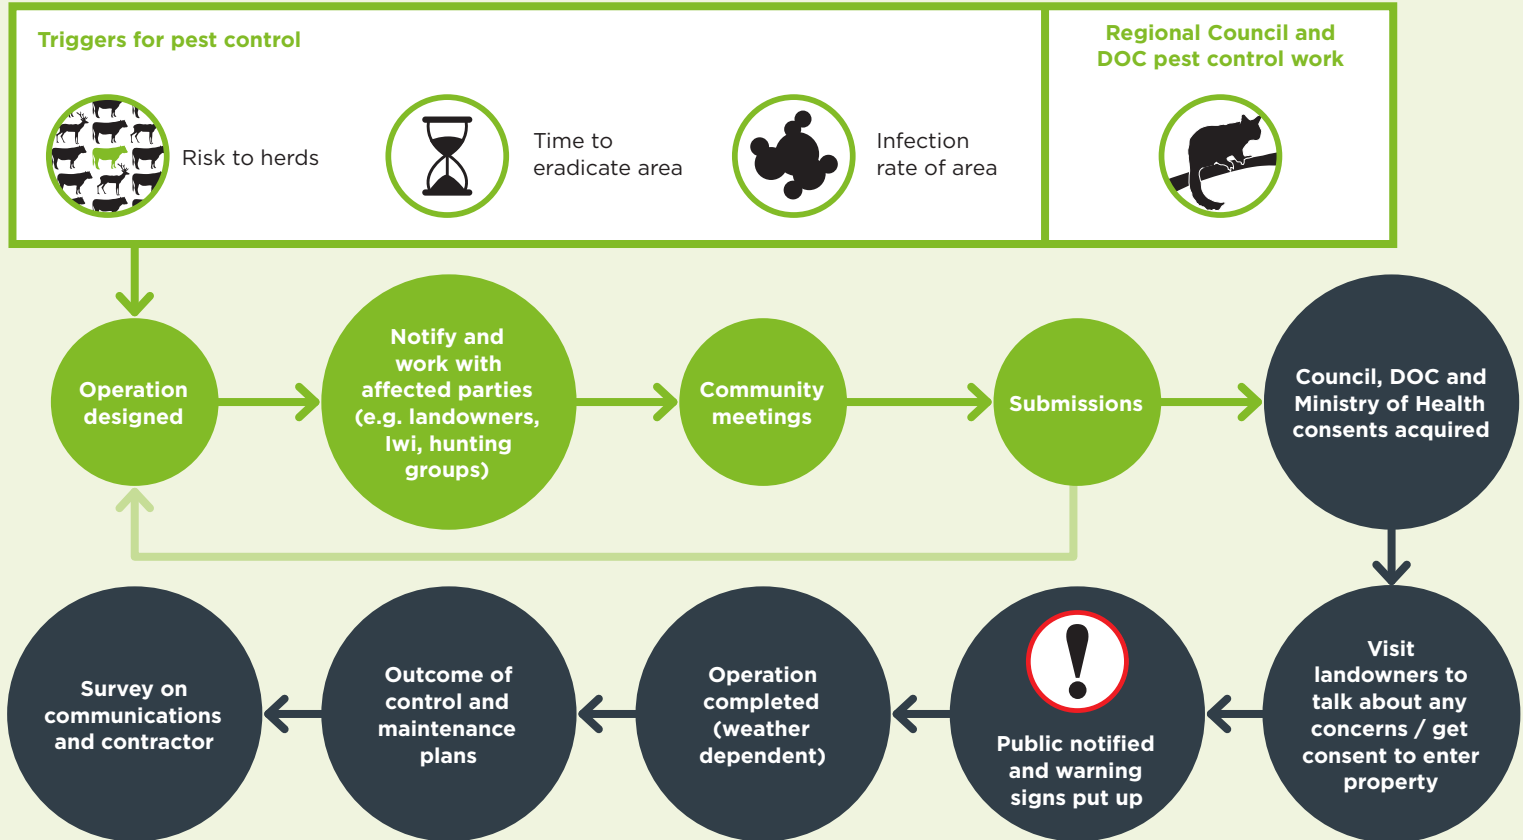 Triggers for pest control
Risk to herds
Time to
eradicate area
Infection
rate of area
Regional Council and
DOC pest control work
Operation
designed
Notify and
work with
affected parties
(e.g. landowners,
Iwi, hunting
groups)
Community
meetings
Submissions
Council, DOC and
Ministry of Health
consents acquired
Visit
landowners to
talk about any
concerns / get
consent to enter
property
!
Public notified
and warning
signs put up
Operation
completed
(weather
dependent)
Outcome of
control and
maintenance
plans
Survey on
communications
and contractor